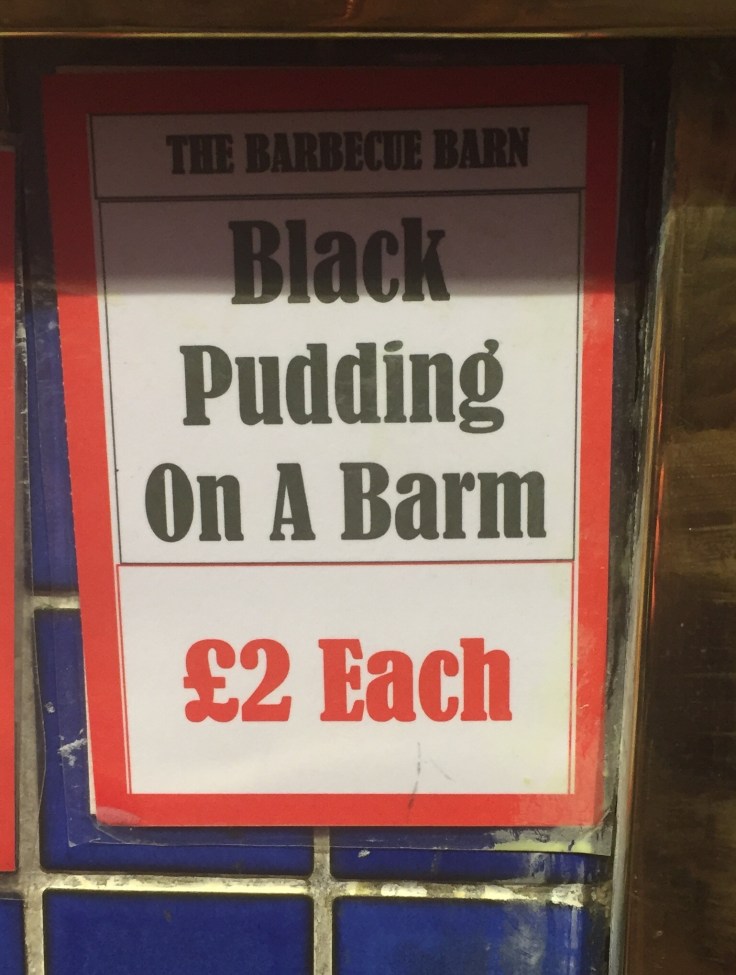 THE BARBECUE BARN
Black
Pudding
On A Barm
£2 Each